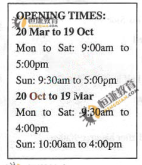 OPENING TIMES:
20 Mar to 19 Oct
Mon to Sat: 9:00am to
5:00pm
Sun: 9:30am to 5:00pm
20 Oct to 19 Mar
Mon to Sat: 9:30am to
4:00pm
Sun: 10:00am to 4:00pm